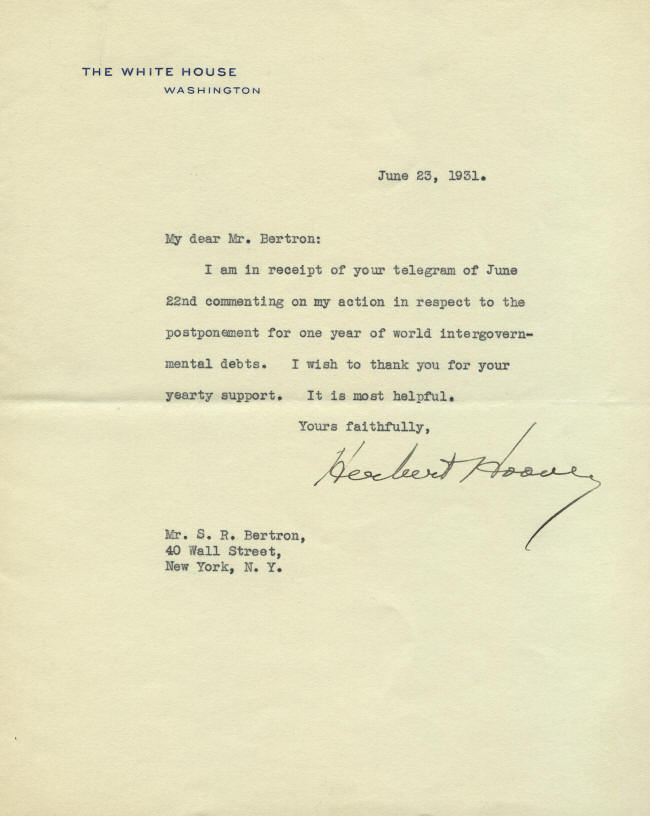 THE WHITE HOUSE
WASHINGTON
June 23, 1931.
My dear Mr. Bertron:
I am in receipt of your telegram of June
22nd commenting on my action in respect to the
postponement for one year of world intergovern-
mental debts. I wish to thank you for your
yearty support. It is most helpful.
Yours faithfully,
Herbert Hoover
Mr. S. R. Bertron,
40 Wall Street,
New York, N. Y.